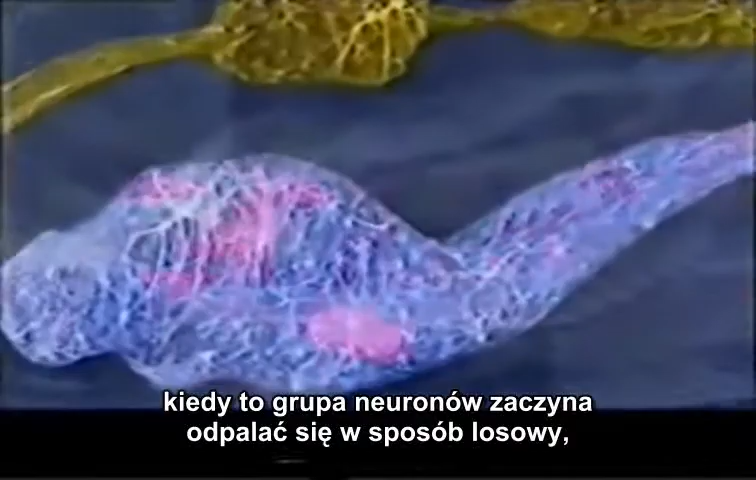 kiedy to grupa neuronów zaczyna
odpalać się w sposób losowy,